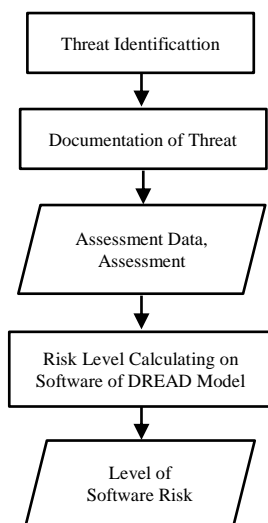 Threat Identificattion
Documentation of Threat
Assessment Data,
Assessment
Risk Level Calculating on
Software of DREAD Model
Level of
Software Risk